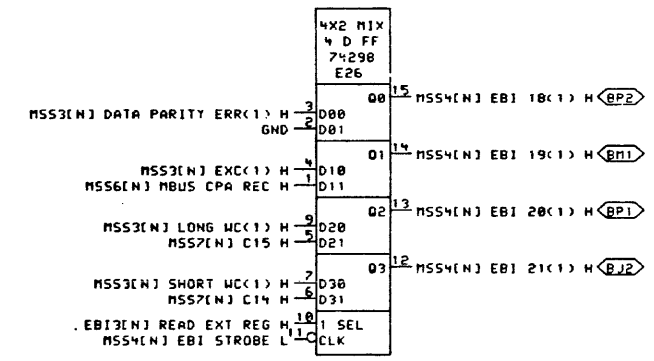 4X2 MIX
4 D FF
74298
E26
Q0 15 MSS4[N] EBI 18(1) H BP2
MSS3[N] DATA PARITY ERR(1) H 3 D00
GND 2 D01
Q1 14 MSS4[N] EBI 19(1) H BM1
MSS3[N] EXC(1) H 4 D10
MSS6[N] MBUS CPA REC H 1 D11
Q2 13 MSS4[N] EBI 20(1) H BP1
MSS3[N] LONG WC(1) H 9 D20
MSS7[N] C15 H 5 D21
Q3 12 MSS4[N] EBI 21(1) H BJ2
MSS3[N] SHORT WC(1) H 7 D30
MSS7[N] C14 H 6 D31
EBI3[N] READ EXT REG H 10 1 SEL
MSS4[N] EBI STROBE L 11 CLK